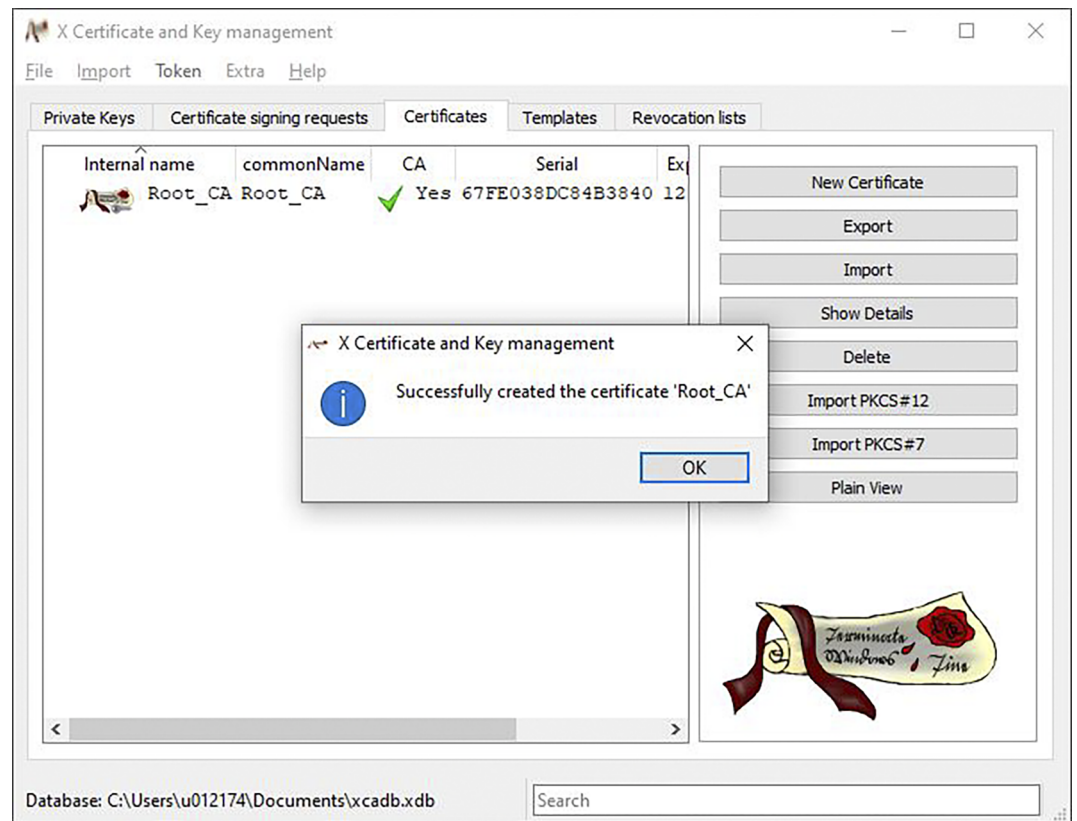 X Certificate and Key management
File Import Token Extra Help
Private Keys Certificate signing requests Certificates Templates Revocation lists
Internal name commonName CA Serial Exp
Root_CA Root_CA Yes 67FE038DC84B3840 12
New Certificate
Export
Import
Show Details
Delete
Import PKCS#12
Import PKCS#7
Plain View
X Certificate and Key management
Successfully created the certificate 'Root_CA'
OK
Windows
Fine
Database: C:\Users\u012174\Documents\xcadb.xdb
Search